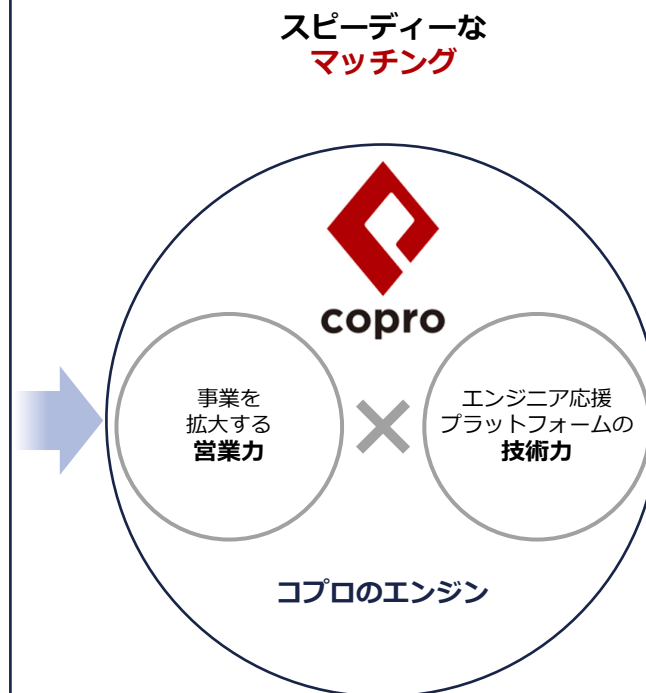 スピーディーな
マッチング
copro
事業を
拡大する
営業力
エンジニア応援
プラットフォームの
技術力
コプロのエンジン